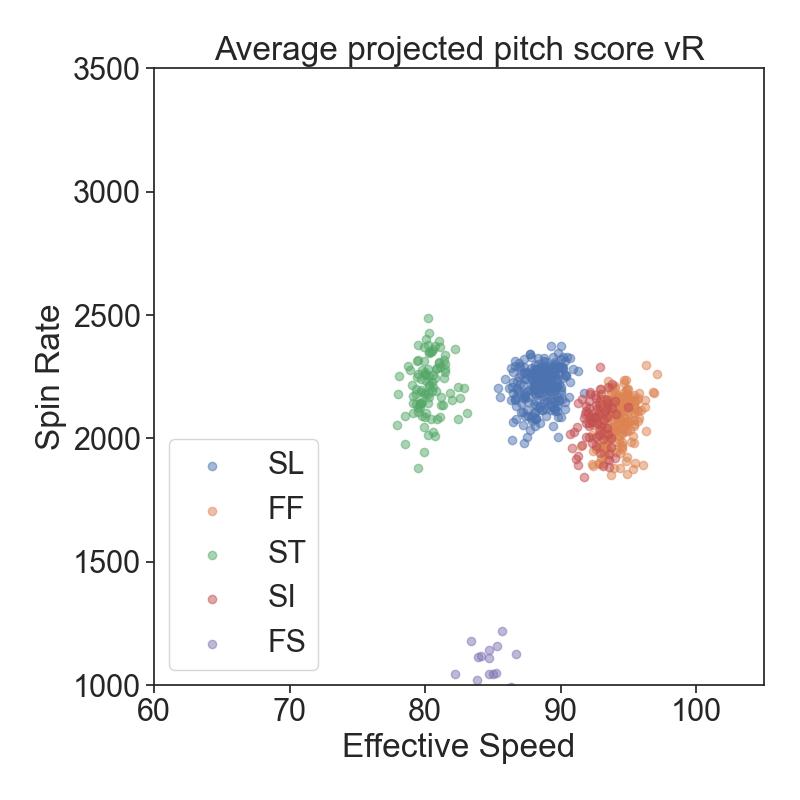 Average projected pitch score vR
3500
3000
2500
2000
1500
1000
Spin Rate
SL
FF
ST
SI
FS
60 70 80 90 100
Effective Speed